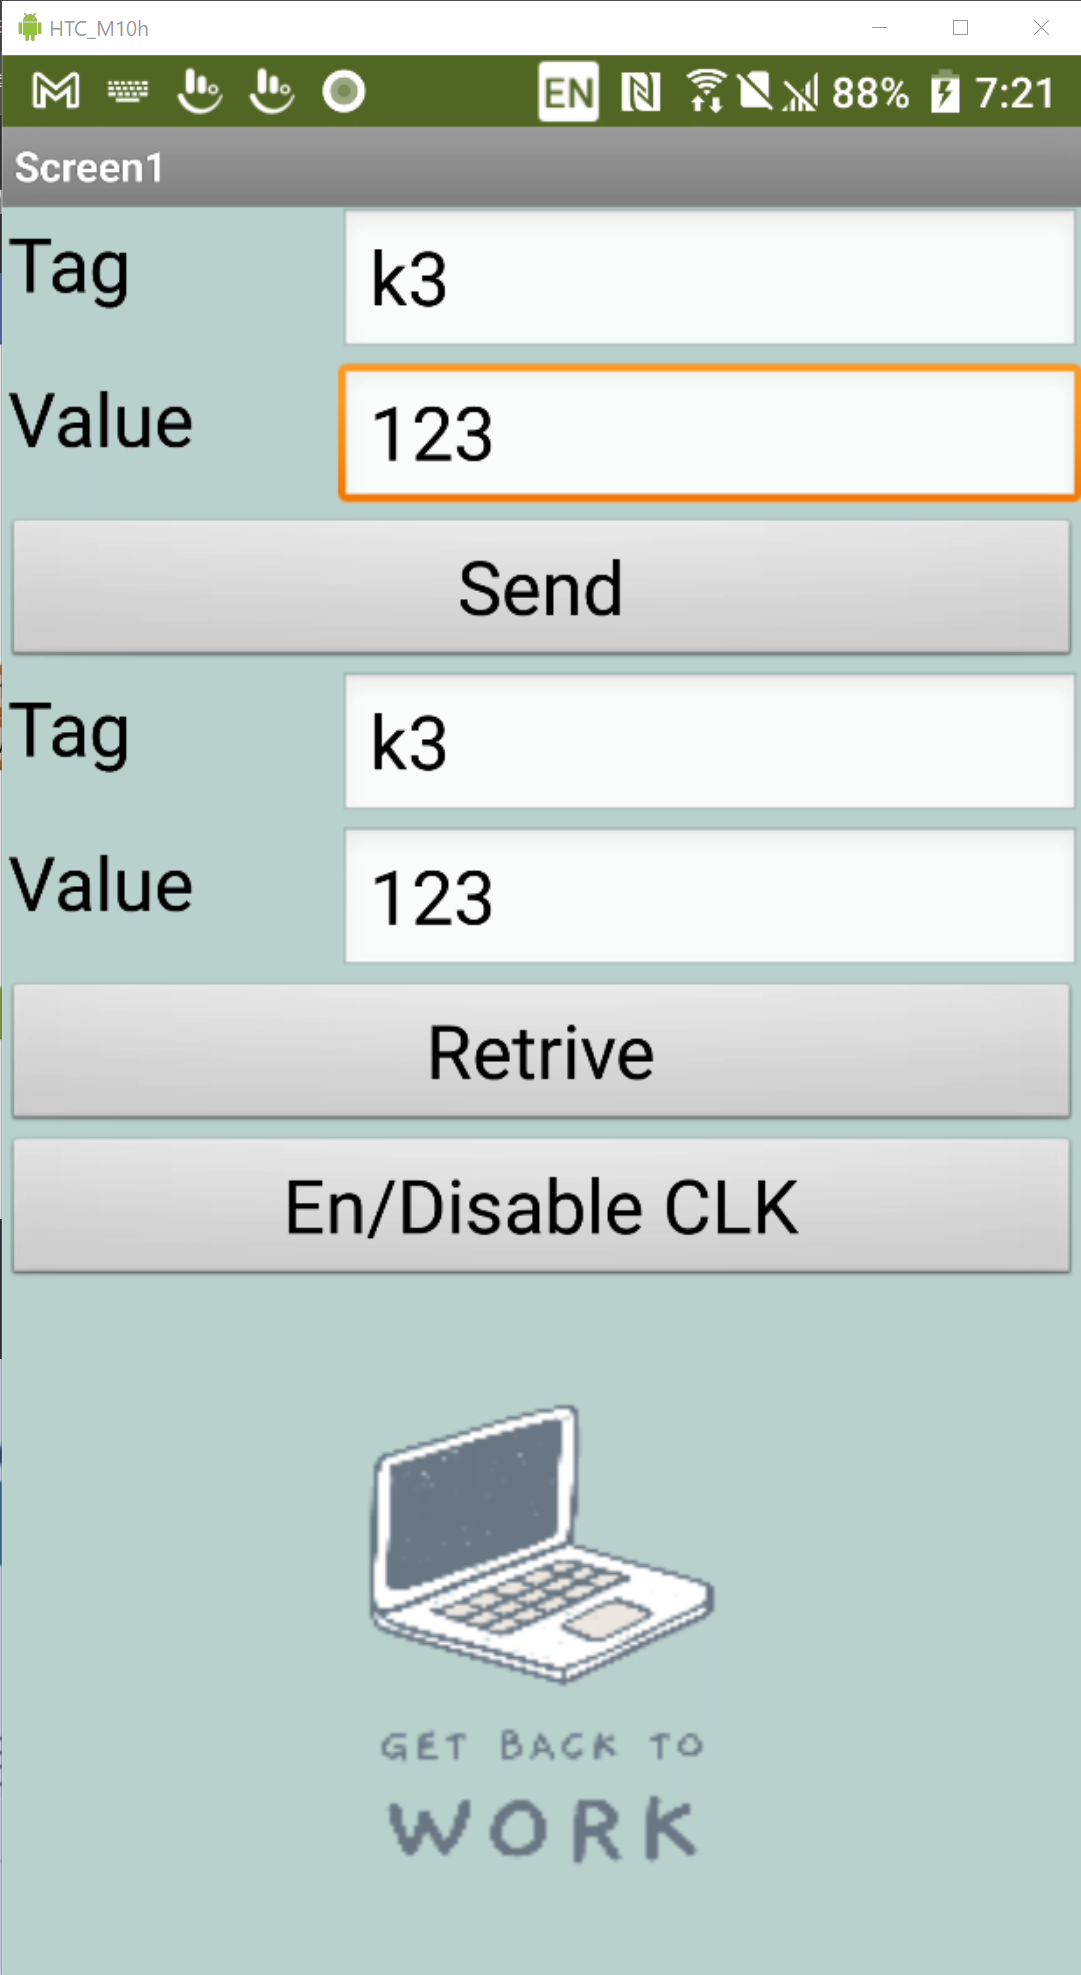 HTC_M10h
EN 88% 7:21
Screen1
Tag k3
Value 123
Send
Tag k3
Value 123
Retrive
En/Disable CLK
GET BACK TO
WORK